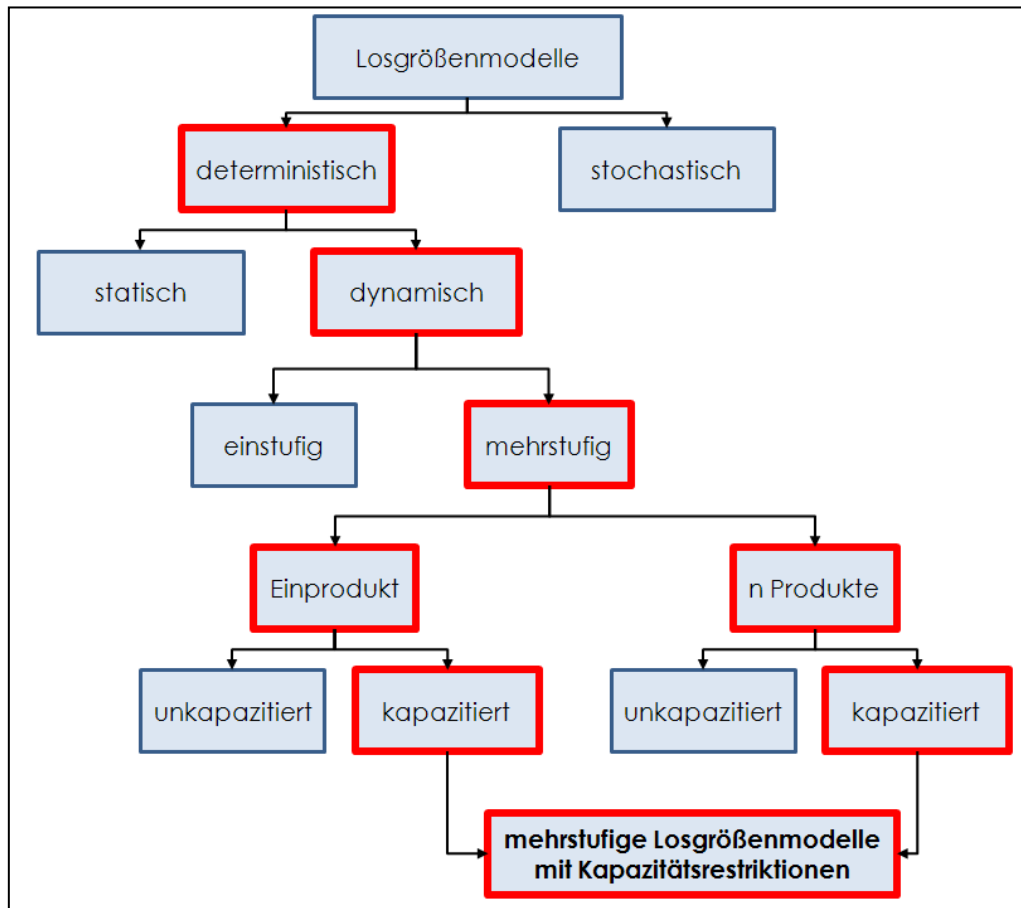 Losgrößenmodelle
deterministisch
stochastisch
statisch
dynamisch
einstufig
mehrstufig
Einprodukt
n Produkte
unkapazitiert
kapazitiert
unkapazitiert
kapazitiert
mehrstufige Losgrößenmodelle
mit Kapazitätsrestriktionen